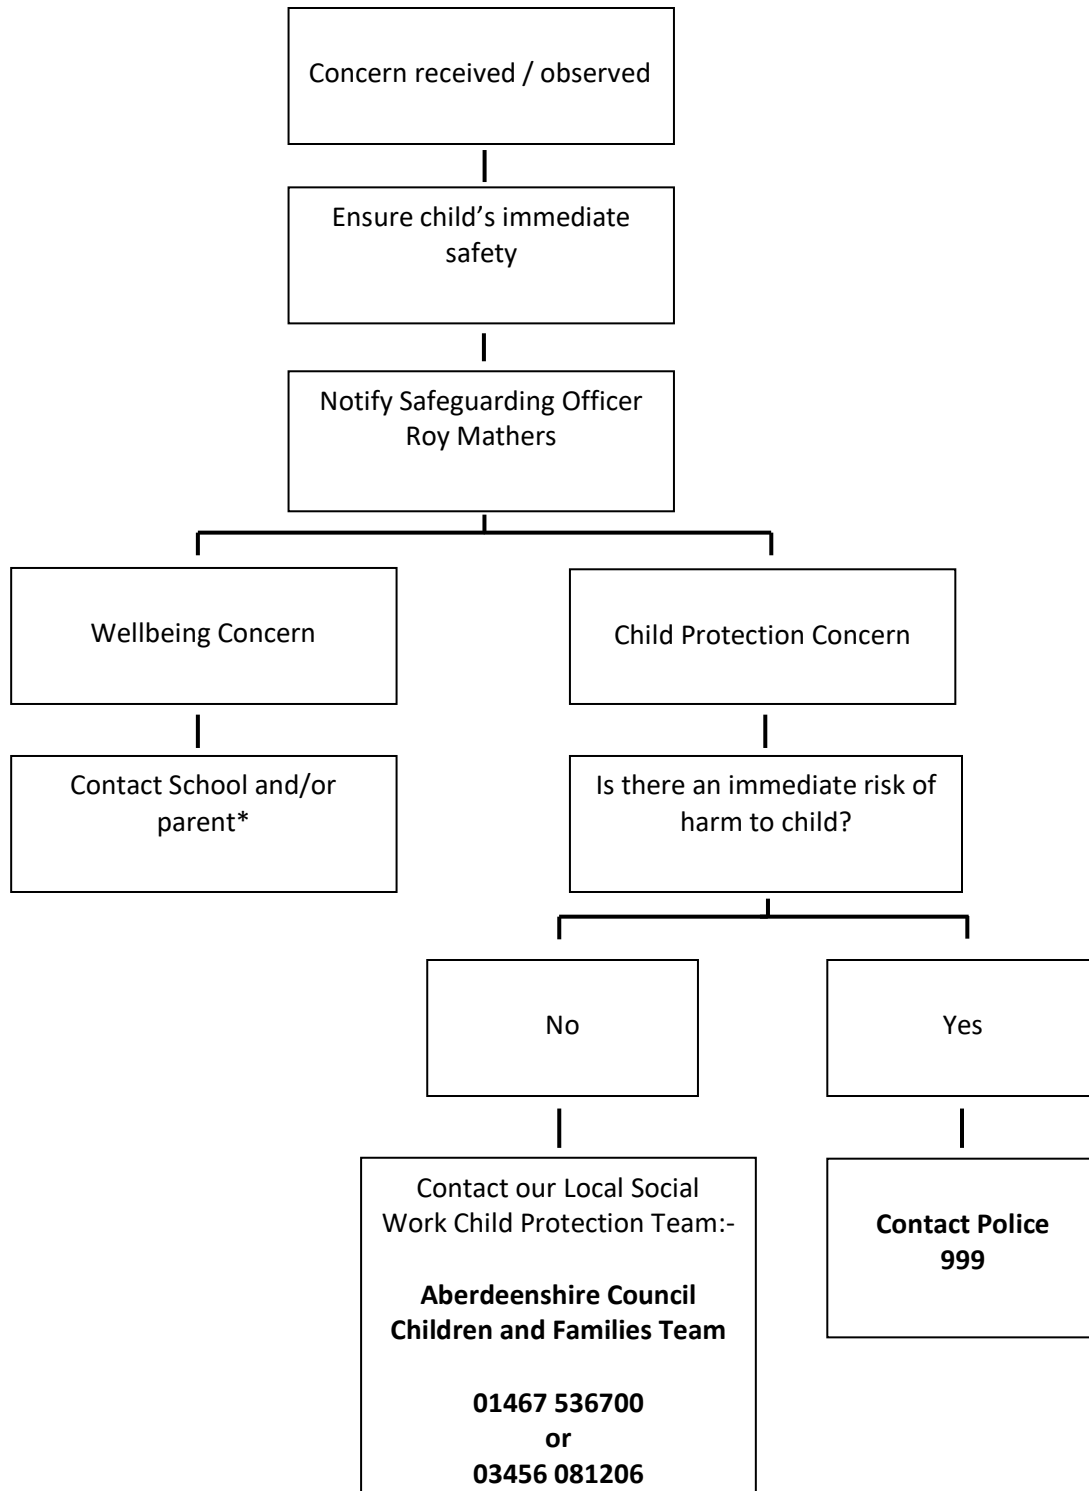 Concern received / observed
Ensure child’s immediate
safety
Notify Safeguarding Officer
Roy Mathers
Wellbeing Concern
Child Protection Concern
Contact School and/or
parent*
Is there an immediate risk of
harm to child?
No
Yes
Contact our Local Social
Work Child Protection Team:-
Aberdeenshire Council
Children and Families Team
01467 536700
or
03456 081206
Contact Police
999